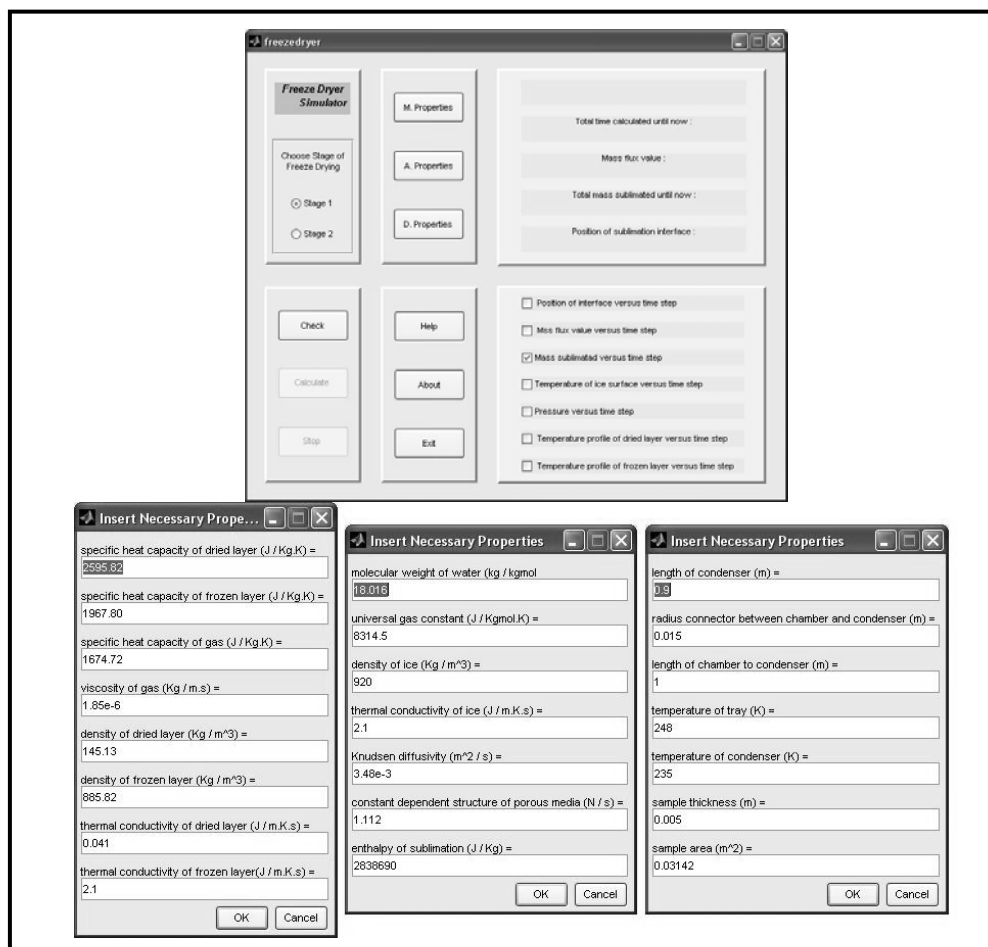 freezedryer
Freeze Dryer
Simulator
Choose Stage of
Freeze Drying
Stage 1
Stage 2
M. Properties
A. Properties
D. Properties
Total time calculated until now :
Mass flux value :
Total mass sublimated until now :
Position of sublimation interface :
Check
Calculate
Stop
Help
About
Exit
Position of interface versus time step
Mss flux value versus time step
Mass sublimated versus time step
Temperature of ice surface versus time step
Pressure versus time step
Temperature profile of dried layer versus time step
Temperature profile of frozen layer versus time step
Insert Necessary Prope...
specific heat capacity of dried layer (J / Kg.K) =
2595.82
specific heat capacity of frozen layer (J / Kg.K) =
1967.80
specific heat capacity of gas (J / Kg.K) =
1674.72
viscosity of gas (Kg / m.s) =
1.85e-6
density of dried layer (Kg / m^3) =
145.13
density of frozen layer (Kg / m^3) =
885.82
thermal conductivity of dried layer (J / m.K.s) =
0.041
thermal conductivity of frozen layer(J / m.K.s) =
2.1
OK
Cancel
Insert Necessary Properties
molecular weight of water (kg / kgmol
18.016
universal gas constant (J / Kgmol.K) =
8314.5
density of ice (Kg / m^3) =
920
thermal conductivity of ice (J / m.K.s) =
2.1
Knudsen diffusivity (m^2 / s) =
3.48e-3
constant dependent structure of porous media (N / s) =
1.112
enthalpy of sublimation (J / Kg) =
2838690
OK
Cancel
Insert Necessary Properties
length of condenser (m) =
0.9
radius connector between chamber and condenser (m) =
0.015
length of chamber to condenser (m) =
1
temperature of tray (K) =
248
temperature of condenser (K) =
235
sample thickness (m) =
0.005
sample area (m^2) =
0.03142
OK
Cancel